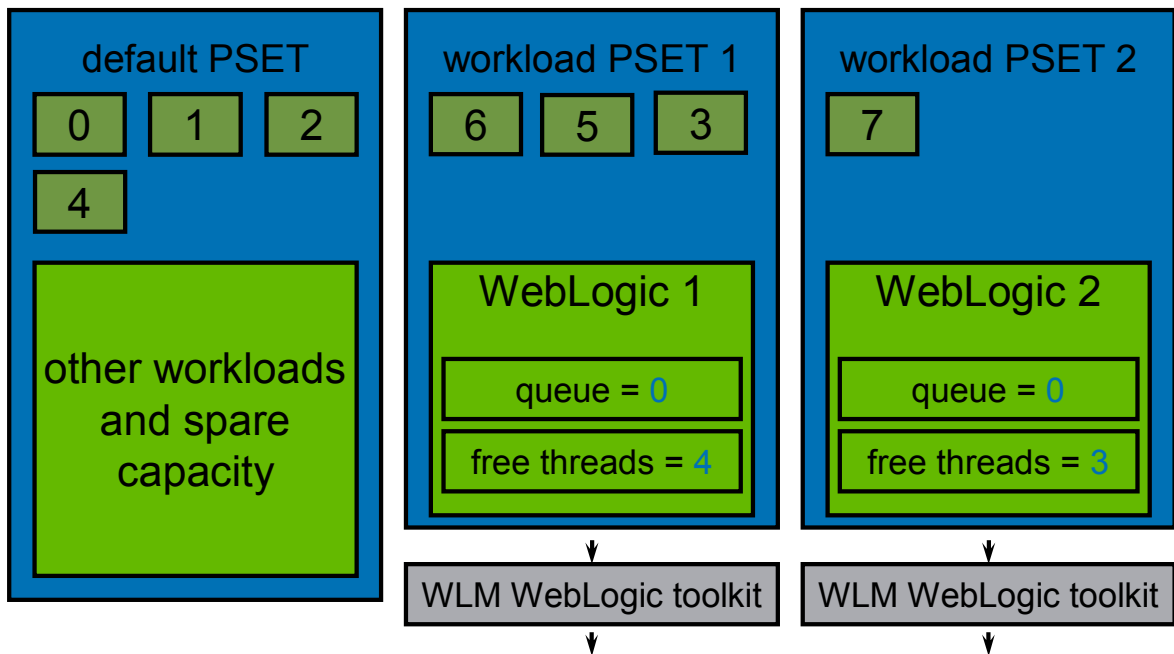 default PSET
0 1 2
4
other workloads
and spare
capacity
workload PSET 1
6 5 3
WebLogic 1
queue = 0
free threads = 4
WLM WebLogic toolkit
workload PSET 2
7
WebLogic 2
queue = 0
free threads = 3
WLM WebLogic toolkit